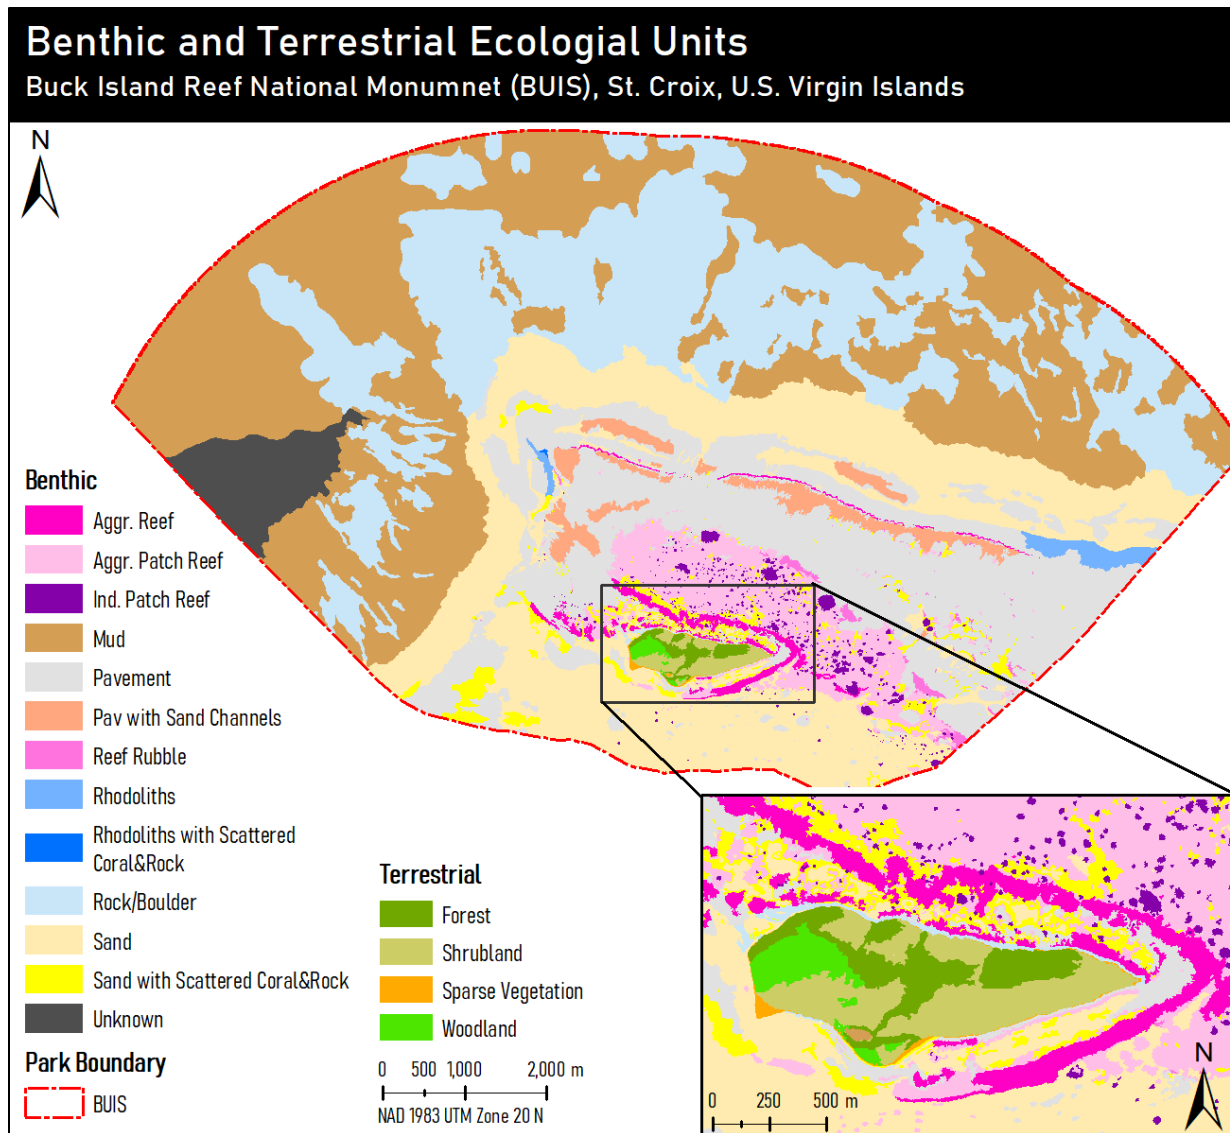 Benthic and Terrestrial Ecologial Units
Buck Island Reef National Monumnet (BUIS), St. Croix, U.S. Virgin Islands
N
Benthic
Aggr. Reef
Aggr. Patch Reef
Ind. Patch Reef
Mud
Pavement
Pav with Sand Channels
Reef Rubble
Rhodoliths
Rhodoliths with Scattered
Coral&Rock
Rock/Boulder
Sand
Sand with Scattered Coral&Rock
Unknown
Park Boundary
BUIS
Terrestrial
Forest
Shrubland
Sparse Vegetation
Woodland
0 500 1,000 2,000 m
NAD 1983 UTM Zone 20 N
N
0 250 500 m